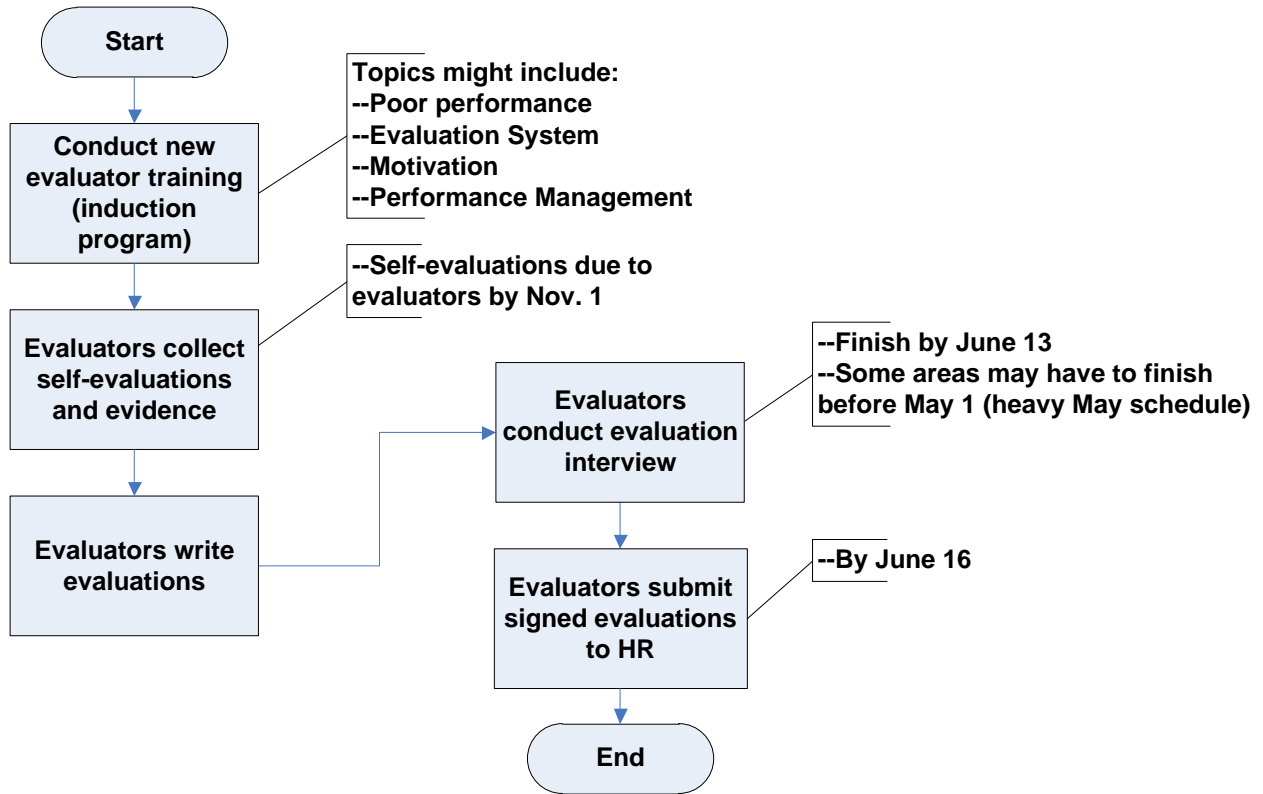 Start
Conduct new
evaluator training
(induction
program)
Topics might include:
--Poor performance
--Evaluation System
--Motivation
--Performance Management
Evaluators collect
self-evaluations
and evidence
--Self-evaluations due to
evaluators by Nov. 1
Evaluators write
evaluations
Evaluators
conduct evaluation
interview
--Finish by June 13
--Some areas may have to finish
before May 1 (heavy May schedule)
Evaluators submit
signed evaluations
to HR
--By June 16
End